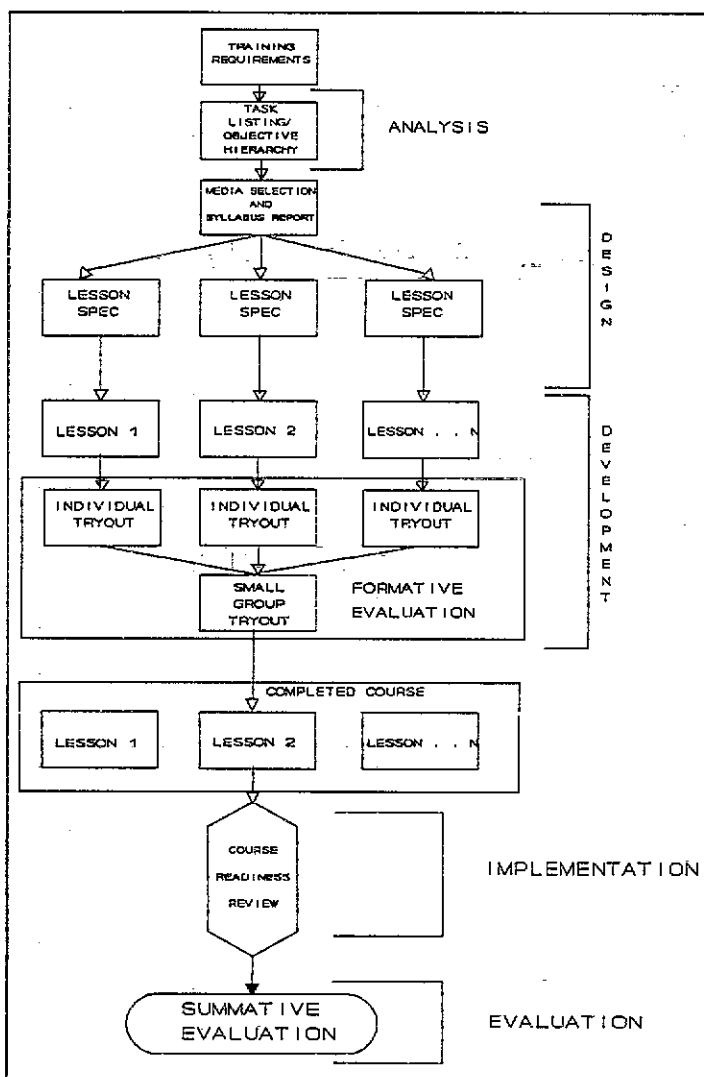 TRAINING
REQUIREMENTS
TASK
LISTING/
OBJECTIVE
HIERARCHY
ANALYSIS
MEDIA SELECTION
AND
SYLLABUS REPORT
DESIGN
LESSON
SPEC
LESSON
SPEC
LESSON
SPEC
LESSON 1
LESSON 2
LESSON . . N
DEVELOPMENT
INDIVIDUAL
TRYOUT
INDIVIDUAL
TRYOUT
INDIVIDUAL
TRYOUT
SMALL
GROUP
TRYOUT
FORMATIVE
EVALUATION
COMPLETED COURSE
LESSON 1
LESSON 2
LESSON . . N
COURSE
READINESS
REVIEW
IMPLEMENTATION
SUMMATIVE
EVALUATION
EVALUATION